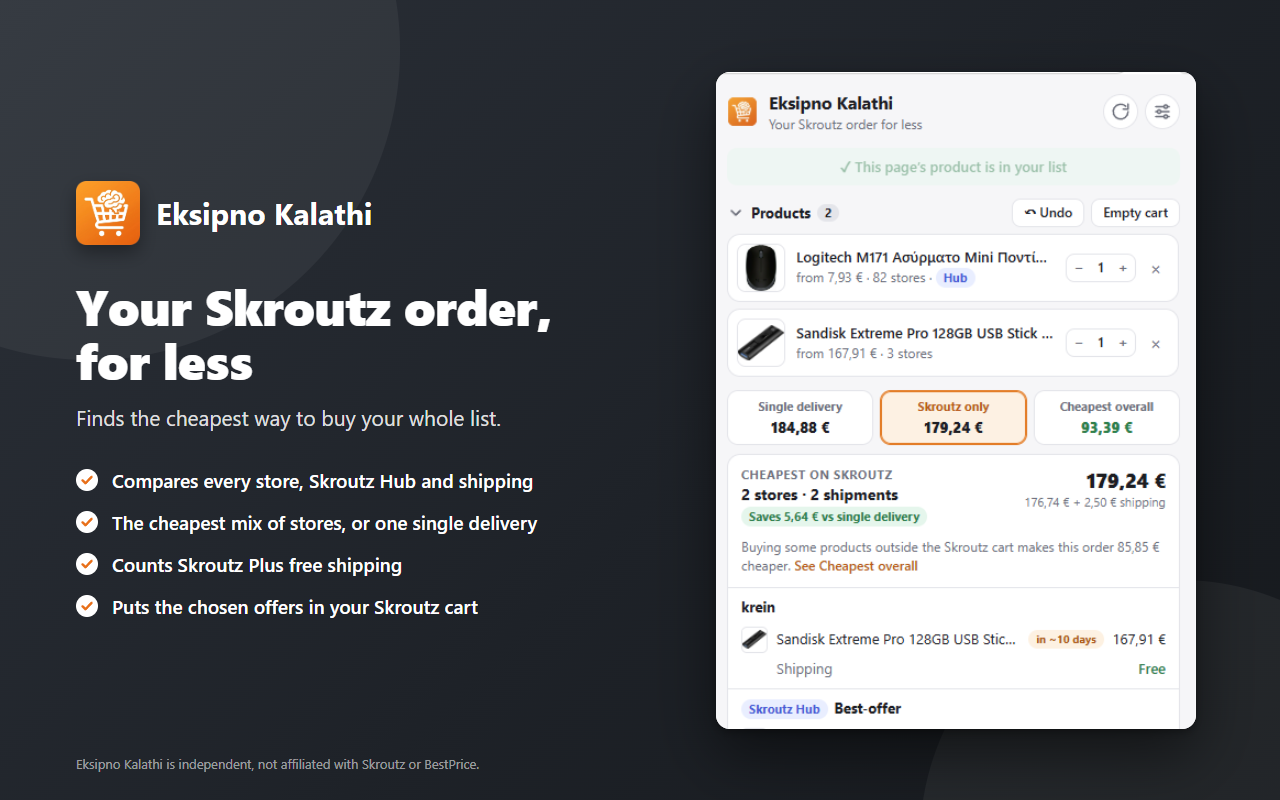 Eksipno Kalathi
Your Skroutz order,
for less
Finds the cheapest way to buy your whole list.
Compares every store, Skroutz Hub and shipping
The cheapest mix of stores, or one single delivery
Counts Skroutz Plus free shipping
Puts the chosen offers in your Skroutz cart
Eksipno Kalathi is independent, not affiliated with Skroutz or BestPrice.
Eksipno Kalathi
Your Skroutz order for less
✓ This page's product is in your list
Products 2
↶ Undo
Empty cart
Logitech M171 Ασύρματο Mini Ποντί...
from 7,93 € · 82 stores · Hub
− 1 + ×
Sandisk Extreme Pro 128GB USB Stick ...
from 167,91 € · 3 stores
− 1 + ×
Single delivery
184,88 €
Skroutz only
179,24 €
Cheapest overall
93,39 €
CHEAPEST ON SKROUTZ
2 stores · 2 shipments
Saves 5,64 € vs single delivery
179,24 €
176,74 € + 2,50 € shipping
Buying some products outside the Skroutz cart makes this order 85,85 €
cheaper. See Cheapest overall
krein
Sandisk Extreme Pro 128GB USB Stic... in ~10 days 167,91 €
Shipping Free
Skroutz Hub Best-offer